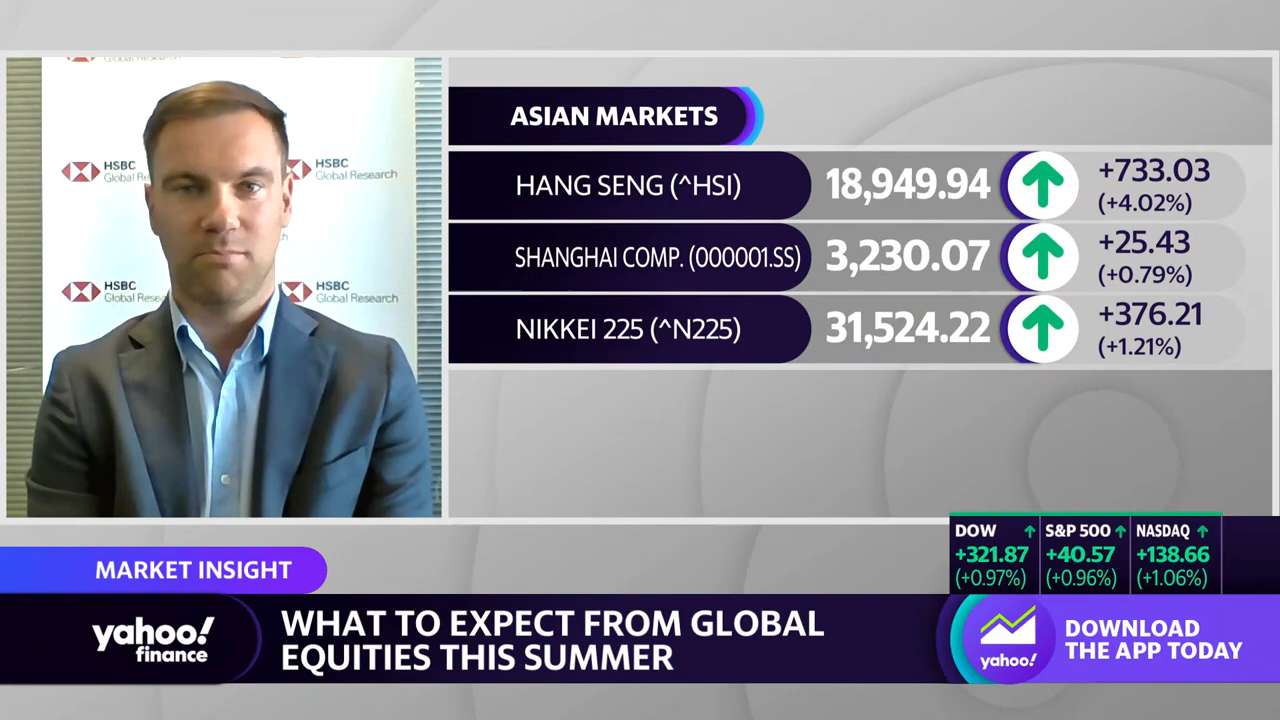 HSBC
Global Research
HSBC
Global Research
HSBC
HSBC
Global Research
ASIAN MARKETS
HANG SENG (^HSI) 18,949.94 +733.03
(+4.02%)
SHANGHAI COMP. (000001.SS) 3,230.07 +25.43
(+0.79%)
NIKKEI 225 (^N225) 31,524.22 +376.21
(+1.21%)
DOW S&P 500 NASDAQ
+321.87 +40.57 +138.66
(+0.97%) (+0.96%) (+1.06%)
MARKET INSIGHT
yahoo!
finance
WHAT TO EXPECT FROM GLOBAL
EQUITIES THIS SUMMER
yahoo!
DOWNLOAD
THE APP TODAY